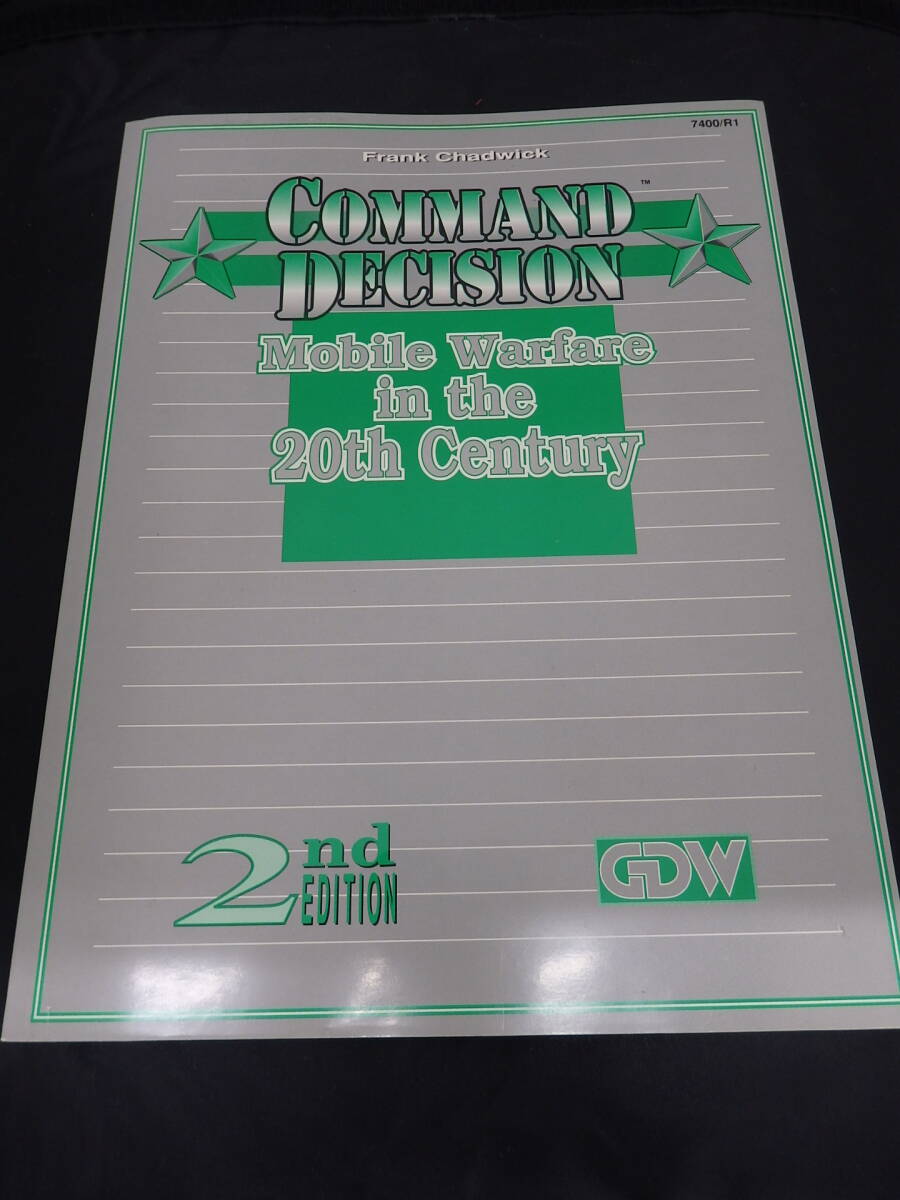 7400/R1
Frank Chadwick
COMMAND™
DECISION
Mobile Warfare
in the
20th Century
2nd
EDITION
GDW